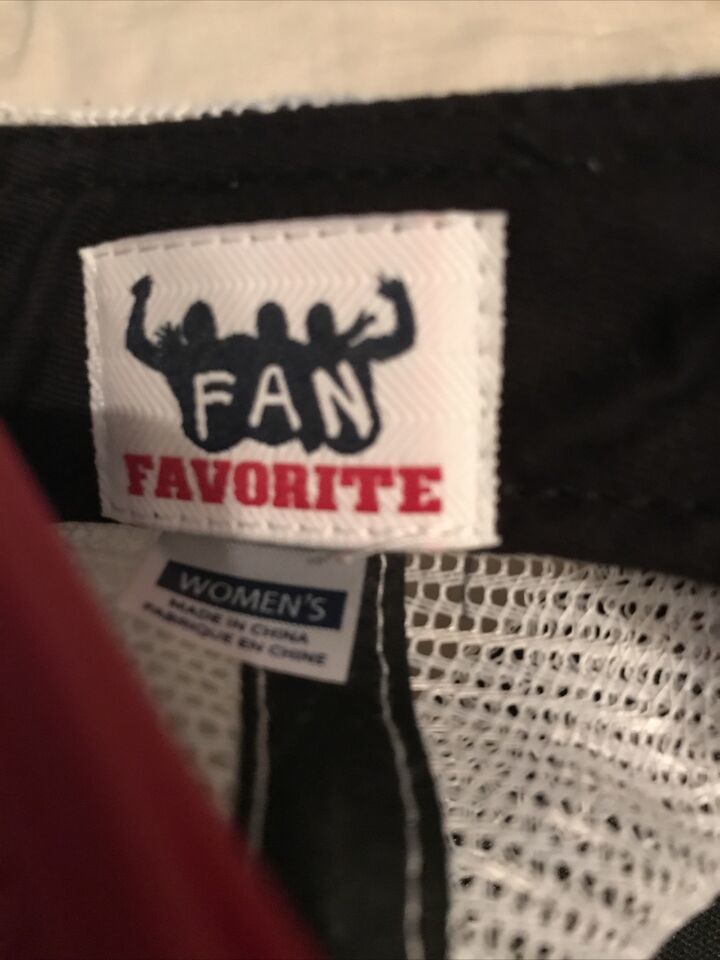 FAN
FAVORITE
WOMEN'S
MADE IN CHINA
FABRIQUE EN CHINE